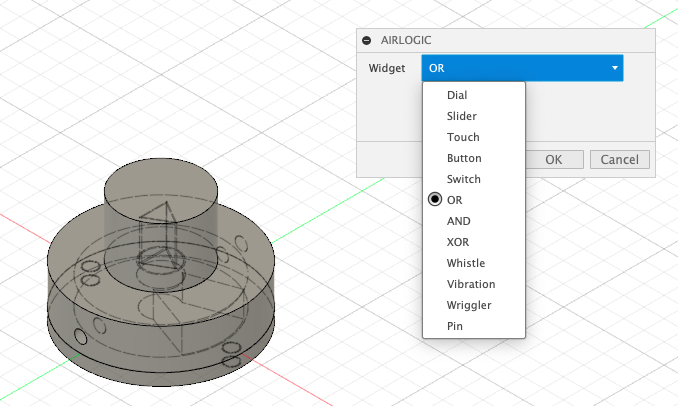 AIRLOGIC
Widget OR
Dial
Slider
Touch
Button
Switch
OR
AND
XOR
Whistle
Vibration
Wriggler
Pin
OK Cancel